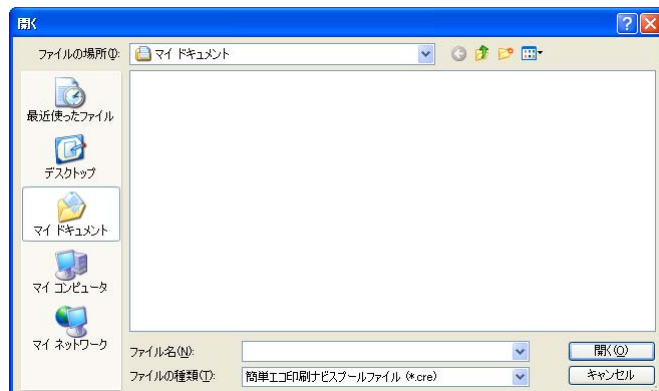 開く
ファイルの場所(I):
マイ ドキュメント
最近使ったファイル
デスクトップ
マイ ドキュメント
マイ コンピュータ
マイ ネットワーク
ファイル名(N):
開く(O)
ファイルの種類(T):
簡単エコ印刷ナビスプールファイル (*.cre)
キャンセル